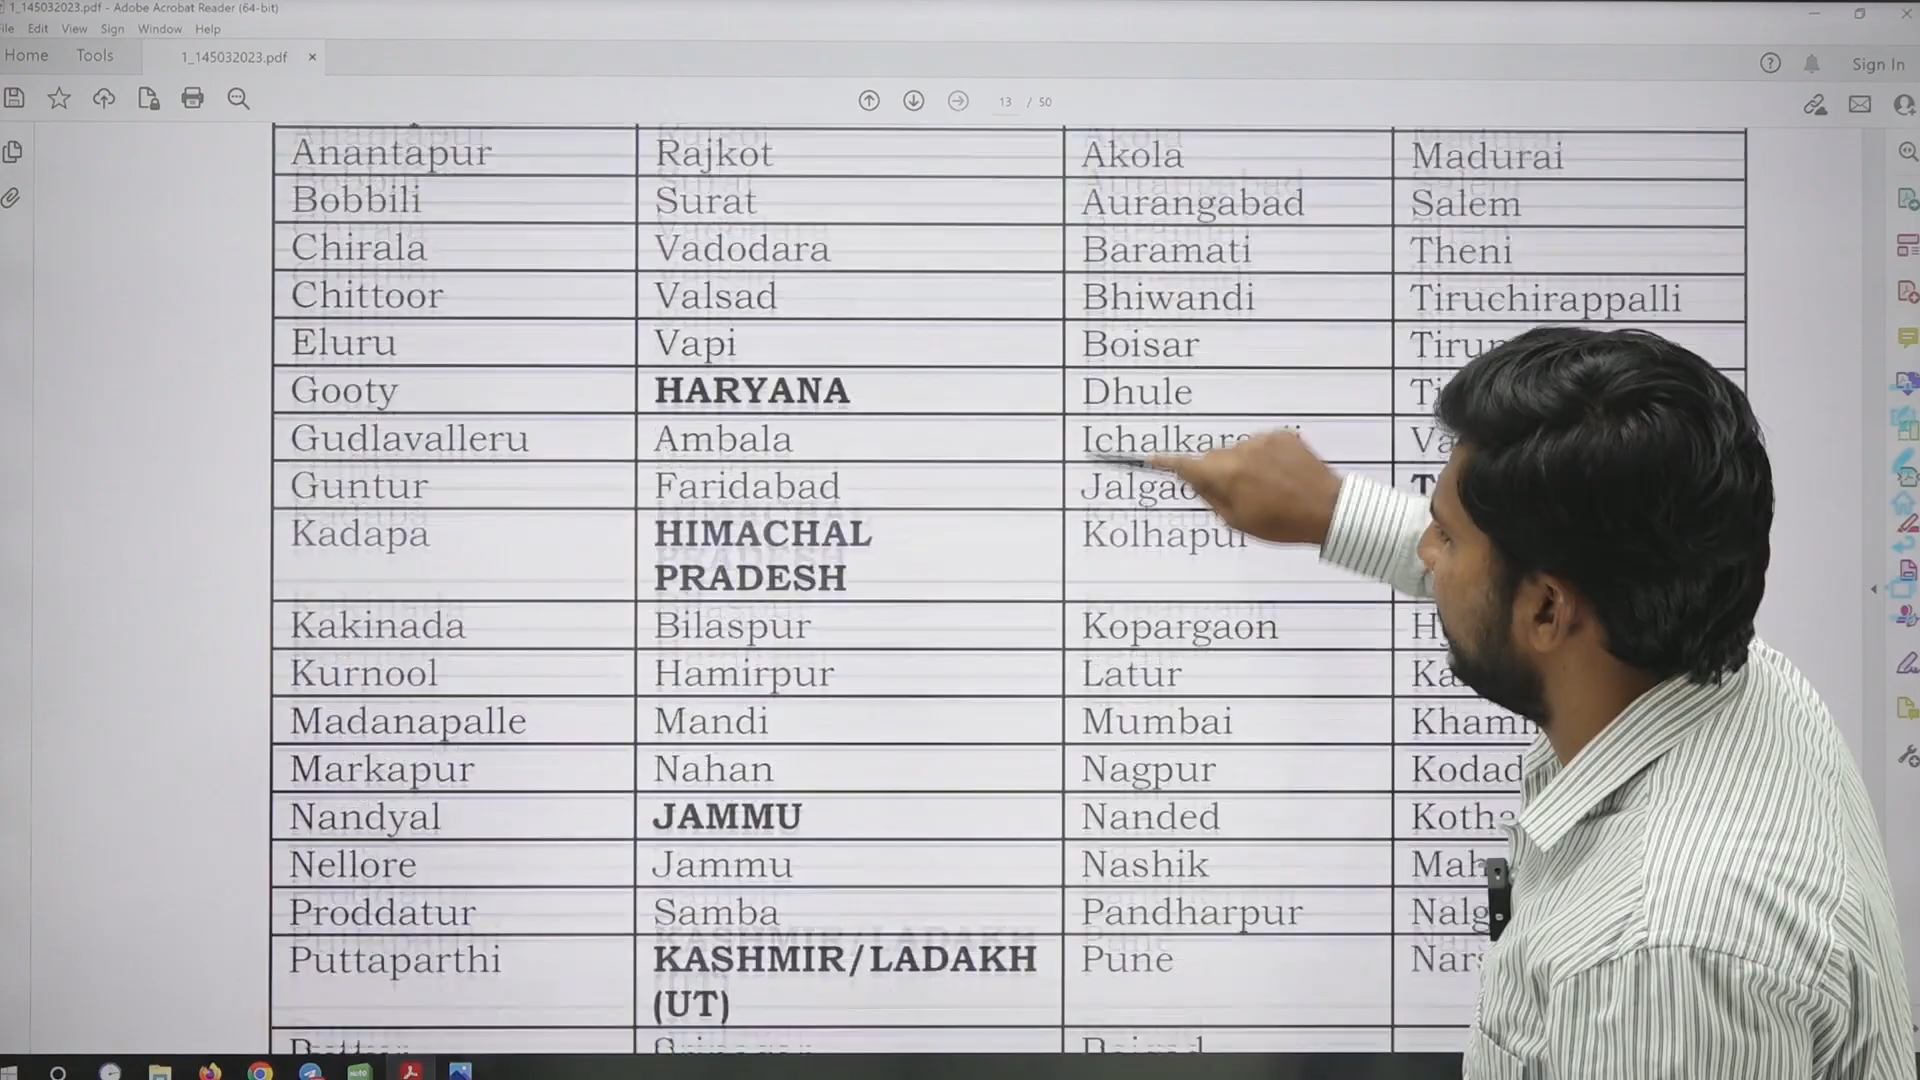 1_145032023.pdf - Adobe Acrobat Reader (64-bit)
Edit View Sign Window Help
Home Tools 1_145032023.pdf × Sign In
13 / 50
Anantapur Rajkot Akola Madurai
Bobbili Surat Aurangabad Salem
Chirala Vadodara Baramati Theni
Chittoor Valsad Bhiwandi Tiruchirappalli
Eluru Vapi Boisar
Gooty HARYANA Dhule
Gudlavalleru Ambala
Guntur Faridabad
Kadapa HIMACHAL Kolhapur
PRADESH
Kakinada Bilaspur Kopargaon
Kurnool Hamirpur Latur
Madanapalle Mandi Mumbai
Markapur Nahan Nagpur
Nandyal JAMMU Nanded
Nellore Jammu Nashik
Proddatur Samba Pandharpur
Puttaparthi KASHMIR/LADAKH Pune
(UT)